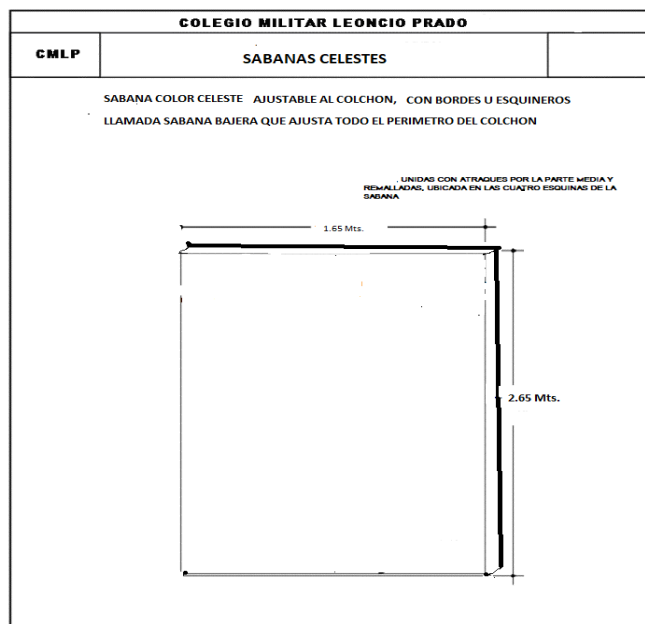 COLEGIO MILITAR LEONCIO PRADO
CMLP
SABANAS CELESTES
SABANA COLOR CELESTE AJUSTABLE AL COLCHON, CON BORDES U ESQUINEROS
LLAMADA SABANA BAJERA QUE AJUSTA TODO EL PERIMETRO DEL COLCHON
, UNIDAS CON ATRAQUES POR LA PARTE MEDIA Y
REMALLADAS, UBICADA EN LAS CUATRO ESQUINAS DE LA
SABANA
1.65 Mts.
2.65 Mts.